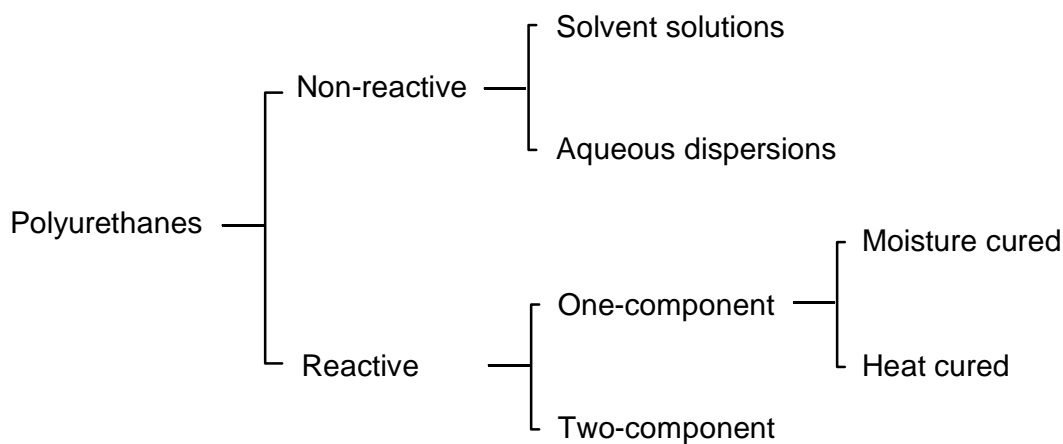 Solvent solutions
Non-reactive
Aqueous dispersions
Polyurethanes
Moisture cured
One-component
Reactive
Heat cured
Two-component